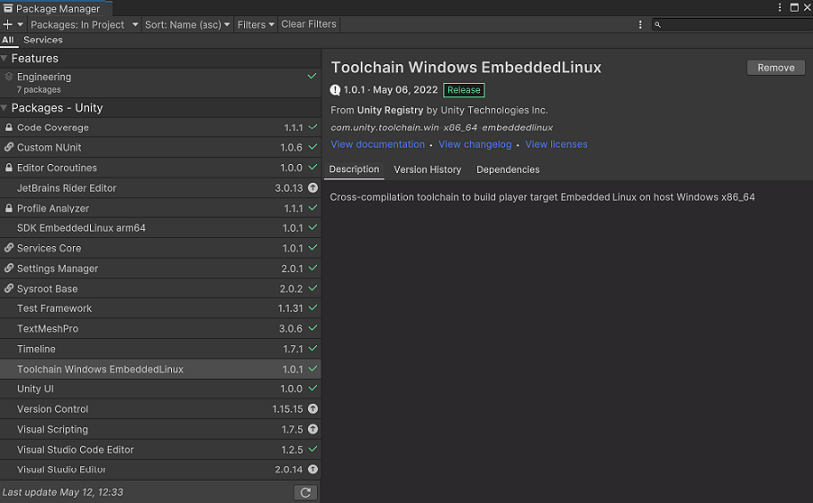 Package Manager
Packages: In Project Sort: Name (asc) Filters Clear Filters
All Services
Features
Engineering
7 packages
Packages - Unity
Code Coverage 1.1.1
Custom NUnit 1.0.6
Editor Coroutines 1.0.0
JetBrains Rider Editor 3.0.13
Profile Analyzer 1.1.1
SDK EmbeddedLinux arm64 1.0.1
Services Core 1.0.1
Settings Manager 2.0.1
Sysroot Base 2.0.2
Test Framework 1.1.31
TextMeshPro 3.0.6
Timeline 1.7.1
Toolchain Windows EmbeddedLinux 1.0.1
Unity UI 1.0.0
Version Control 1.15.15
Visual Scripting 1.7.5
Visual Studio Code Editor 1.2.5
Visual Studio Editor 2.0.14
Last update May 12, 12:33
Toolchain Windows EmbeddedLinux
Remove
1.0.1 · May 06, 2022 Release
From Unity Registry by Unity Technologies Inc.
com.unity.toolchain.win-x86_64-embeddedlinux
View documentation • View changelog • View licenses
Description Version History Dependencies
Cross-compilation toolchain to build player target Embedded Linux on host Windows x86_64